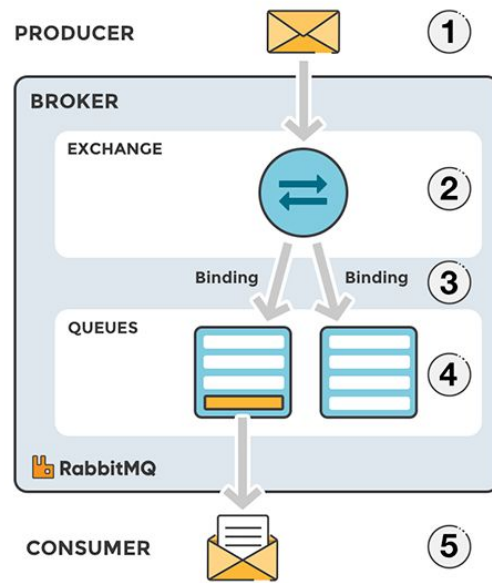 PRODUCER 1
BROKER
EXCHANGE
2
Binding Binding 3
QUEUES
4
RabbitMQ
CONSUMER 5